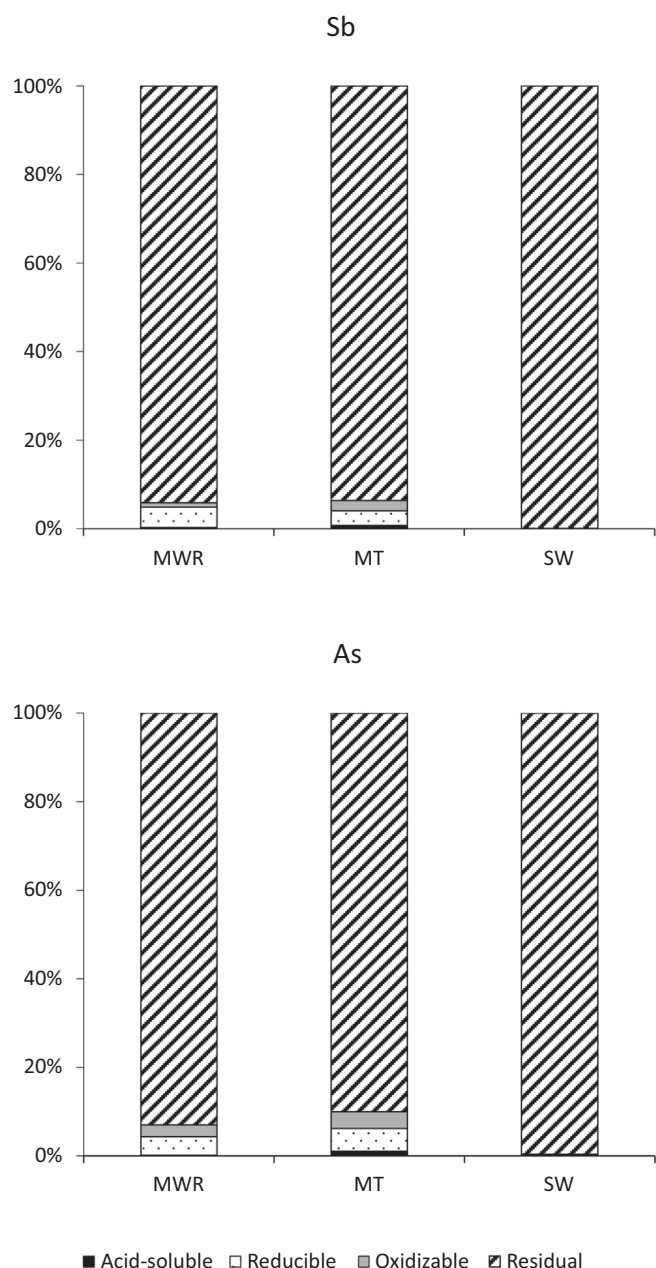 Sb
100%
80%
60%
40%
20%
0%
MWR MT SW
As
100%
80%
60%
40%
20%
0%
MWR MT SW
Acid-soluble Reducible Oxidizable Residual